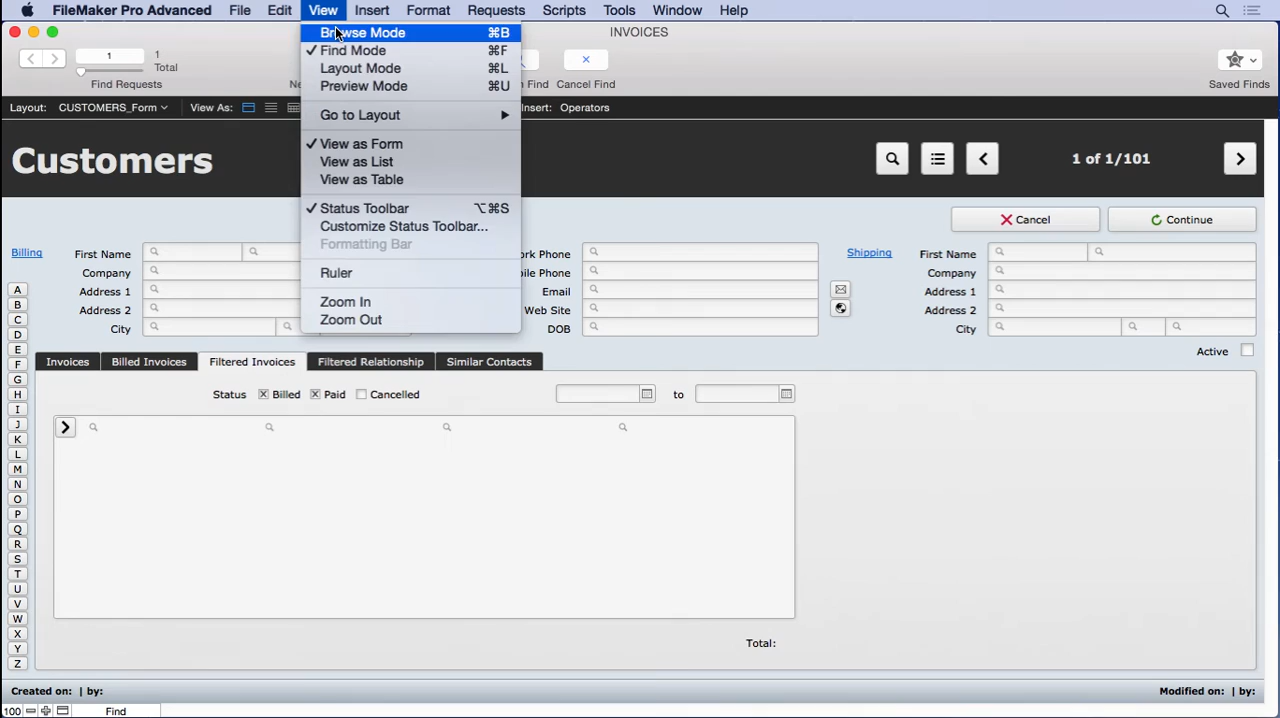 FileMaker Pro Advanced File Edit View Insert Format Requests Scripts Tools Window Help
INVOICES
1
1
Total
Find Requests
Cancel Find
Saved Finds
Layout: CUSTOMERS_Form View As: Insert: Operators
Browse Mode ⌘B
✓ Find Mode ⌘F
Layout Mode ⌘L
Preview Mode ⌘U
Go to Layout
✓ View as Form
View as List
View as Table
✓ Status Toolbar ⌥⌘S
Customize Status Toolbar...
Formatting Bar
Ruler
Zoom In
Zoom Out
Customers
1 of 1/101
Cancel
Continue
Billing
First Name
Company
Address 1
Address 2
City
Email
Web Site
DOB
Shipping
First Name
Company
Address 1
Address 2
City
Active
A
B
C
D
E
F
G
H
I
J
K
L
M
N
O
P
Q
R
S
T
U
V
W
X
Y
Z
Invoices Billed Invoices Filtered Invoices Filtered Relationship Similar Contacts
Status Billed Paid Cancelled to
Total:
Created on: | by:
Modified on: | by:
100 Find